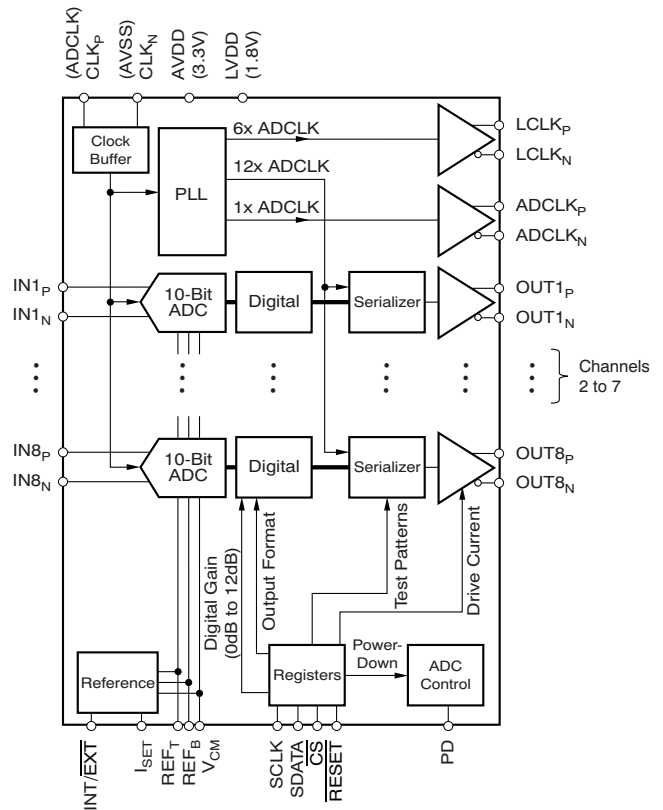 (ADCLK)
CLKP
(AVSS)
CLKN
AVDD
(3.3V)
LVDD
(1.8V)
Clock
Buffer
PLL
6x ADCLK
12x ADCLK
1x ADCLK
LCLKP
LCLKN
ADCLKP
ADCLKN
IN1P
IN1N
10-Bit
ADC
Digital
Serializer
OUT1P
OUT1N
Channels
2 to 7
IN8P
IN8N
10-Bit
ADC
Digital
Serializer
OUT8P
OUT8N
Digital Gain
(0dB to 12dB)
Output Format
Test Patterns
Drive Current
Reference
Registers
Power-
Down
ADC
Control
INT/EXT
ISET
REFT
REFB
VCM
SCLK
SDATA
CS
RESET
PD